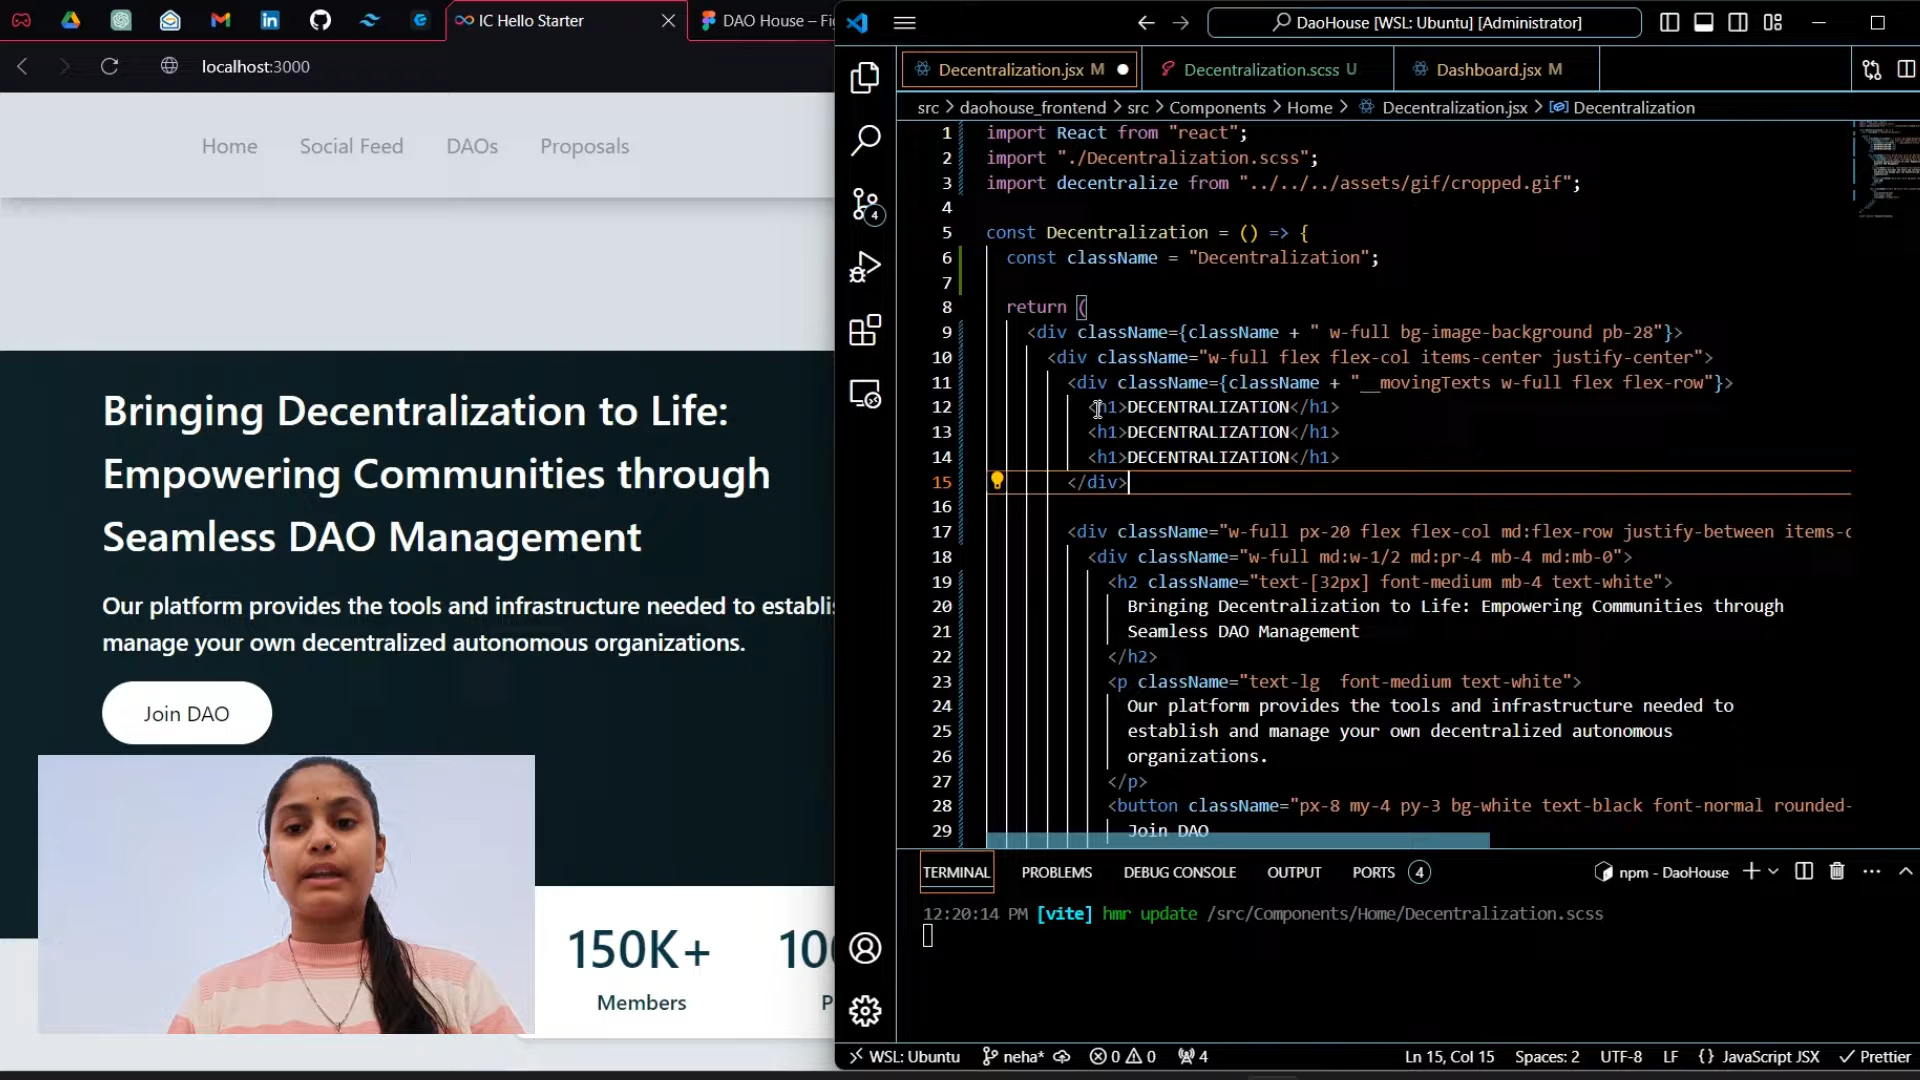 IC Hello Starter
DAO House – Fi
localhost:3000
Home
Social Feed
DAOs
Proposals
Bringing Decentralization to Life:
Empowering Communities through
Seamless DAO Management
Our platform provides the tools and infrastructure needed to establi
manage your own decentralized autonomous organizations.
Join DAO
150K+
Members
10
P
DaoHouse [WSL: Ubuntu] [Administrator]
Decentralization.jsx M
Decentralization.scss U
Dashboard.jsx M
src > daohouse_frontend > src > Components > Home > Decentralization.jsx > Decentralization
1 import React from "react";
2 import "./Decentralization.scss";
3 import decentralize from "../../../assets/gif/cropped.gif";
4
5 const Decentralization = () => {
6 const className = "Decentralization";
7
8 return (
9 <div className={className + " w-full bg-image-background pb-28"}>
10 <div className="w-full flex flex-col items-center justify-center">
11 <div className={className + "__movingTexts w-full flex flex-row"}>
12 <h1>DECENTRALIZATION</h1>
13 <h1>DECENTRALIZATION</h1>
14 <h1>DECENTRALIZATION</h1>
15 </div>
16
17 <div className="w-full px-20 flex flex-col md:flex-row justify-between items-c
18 <div className="w-full md:w-1/2 md:pr-4 mb-4 md:mb-0">
19 <h2 className="text-[32px] font-medium mb-4 text-white">
20 Bringing Decentralization to Life: Empowering Communities through
21 Seamless DAO Management
22 </h2>
23 <p className="text-lg  font-medium text-white">
24 Our platform provides the tools and infrastructure needed to
25 establish and manage your own decentralized autonomous
26 organizations.
27 </p>
28 <button className="px-8 my-4 py-3 bg-white text-black font-normal rounded-
29 Join DAO
4
TERMINAL
PROBLEMS
DEBUG CONSOLE
OUTPUT
PORTS 4
npm - DaoHouse
12:20:14 PM [vite] hmr update /src/Components/Home/Decentralization.scss
WSL: Ubuntu
neha*
0
0
4
Ln 15, Col 15
Spaces: 2
UTF-8
LF
{} JavaScript JSX
Prettier